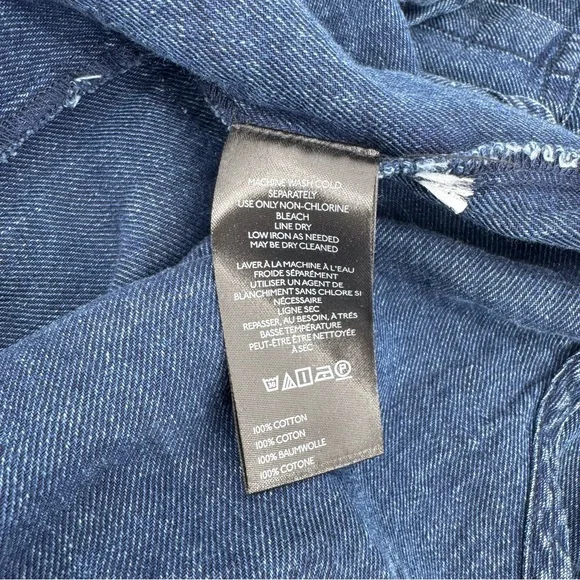 MACHINE WASH COLD
SEPARATELY
USE ONLY NON-CHLORINE
BLEACH
LINE DRY
LOW IRON AS NEEDED
MAY BE DRY CLEANED
LAVER À LA MACHINE À L'EAU
FROIDE SÉPARÉMENT
UTILISER UN AGENT DE
BLANCHIMENT SANS CHLORE SI
NÉCESSAIRE
LIGNE SEC
REPASSER, AU BESOIN, À TRÉS
BASSE TEMPÉRATURE
PEUT-ÊTRE ÊTRE NETTOYÉE
À SEC
30 P
100% COTTON
100% COTON
100% BAUMWOLLE
100% COTONE